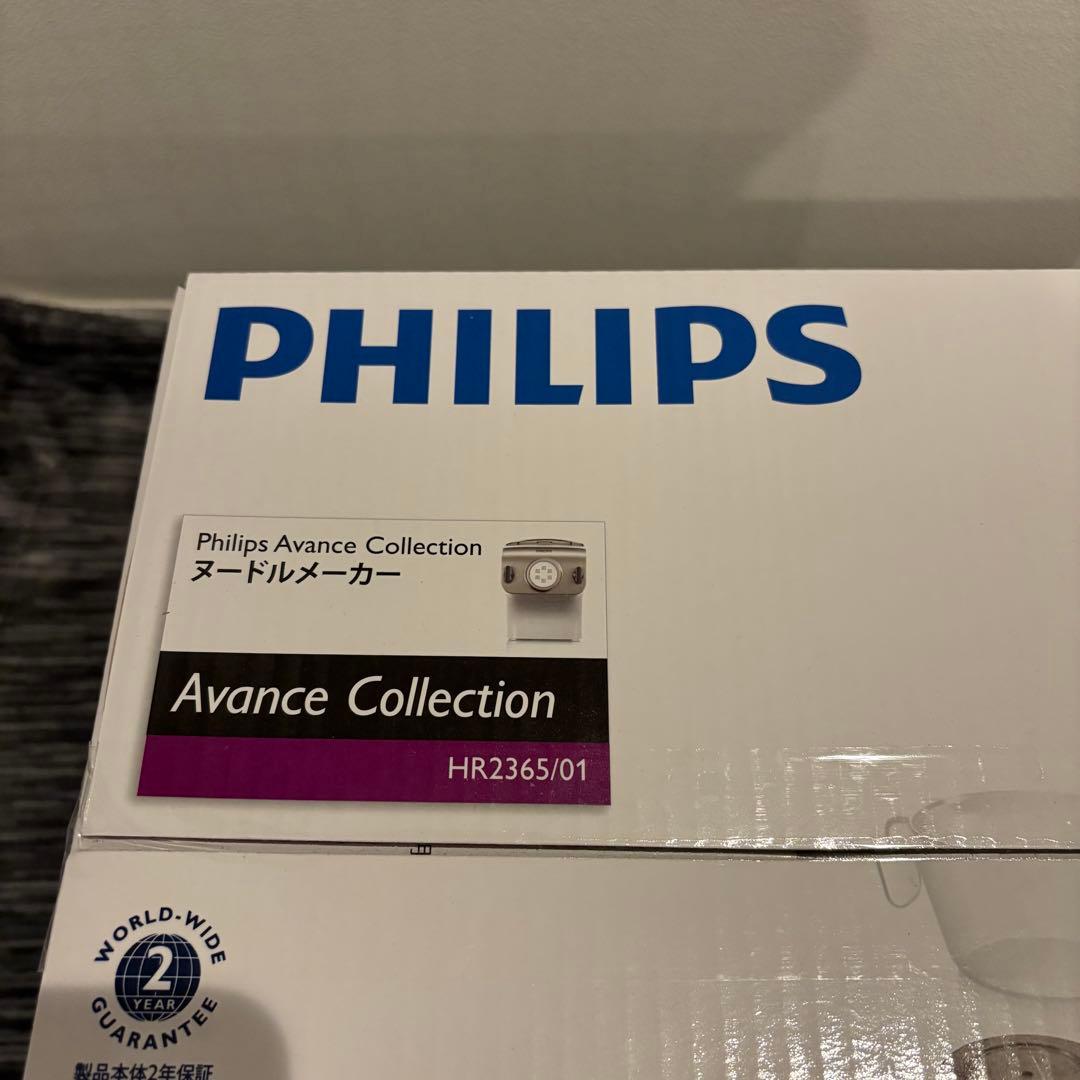 PHILIPS
Philips Avance Collection
ヌードルメーカー
Avance Collection
HR2365/01
WORLD-WIDE
2
YEAR
GUARANTEE
製品本体2年保証